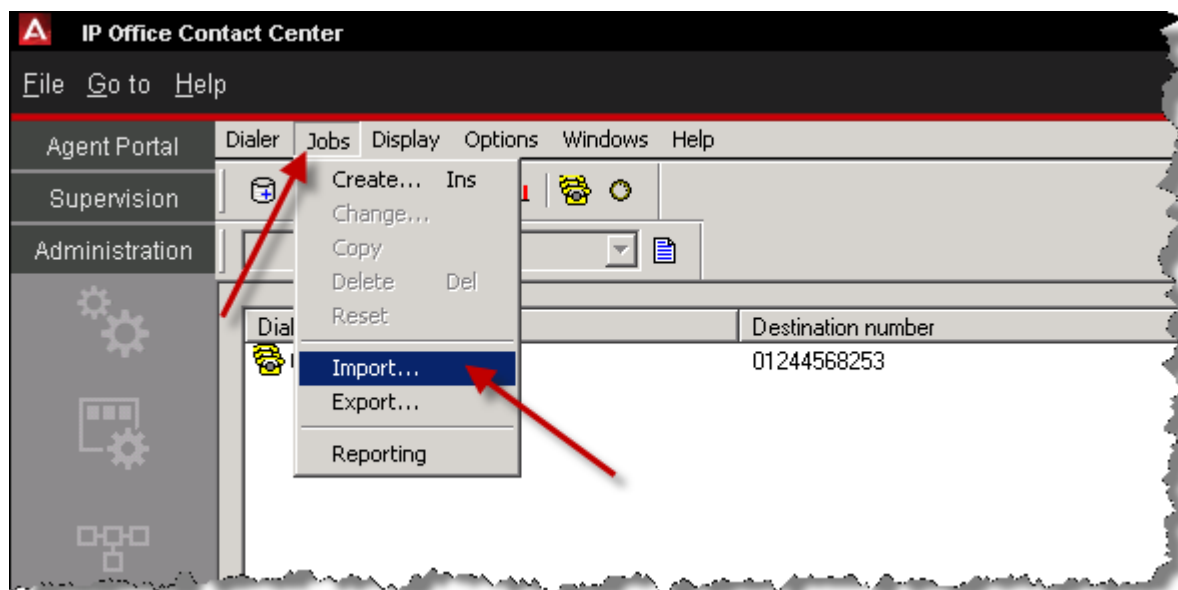 IP Office Contact Center
File Go to Help
Agent Portal
Supervision
Administration
Dialer Jobs Display Options Windows Help
Create... Ins
Change...
Copy
Delete Del
Reset
Import...
Export...
Reporting
Destination number
01244568253